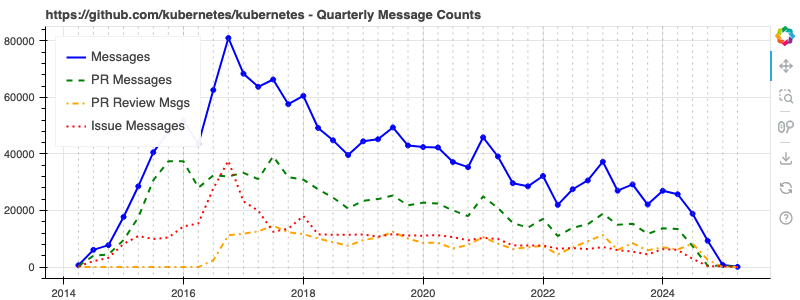 https://github.com/kubernetes/kubernetes - Quarterly Message Counts
80000
60000
40000
20000
0
Messages
PR Messages
PR Review Msgs
Issue Messages
2014
2016
2018
2020
2022
2024